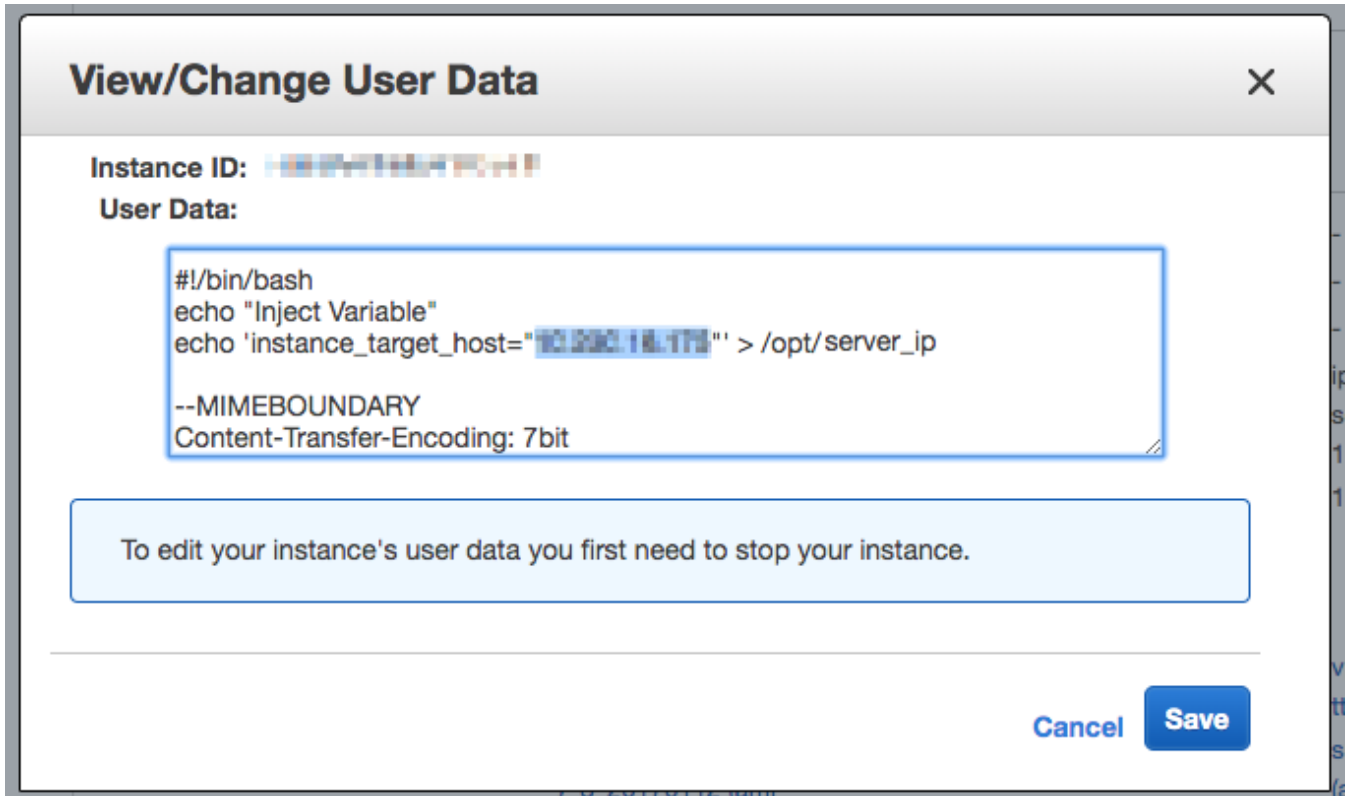 View/Change User Data
Instance ID:
User Data:
#!/bin/bash
echo "Inject Variable"
echo 'instance_target_host=""' > /opt/server_ip
--MIMEBOUNDARY
Content-Transfer-Encoding: 7bit
To edit your instance's user data you first need to stop your instance.
Cancel Save